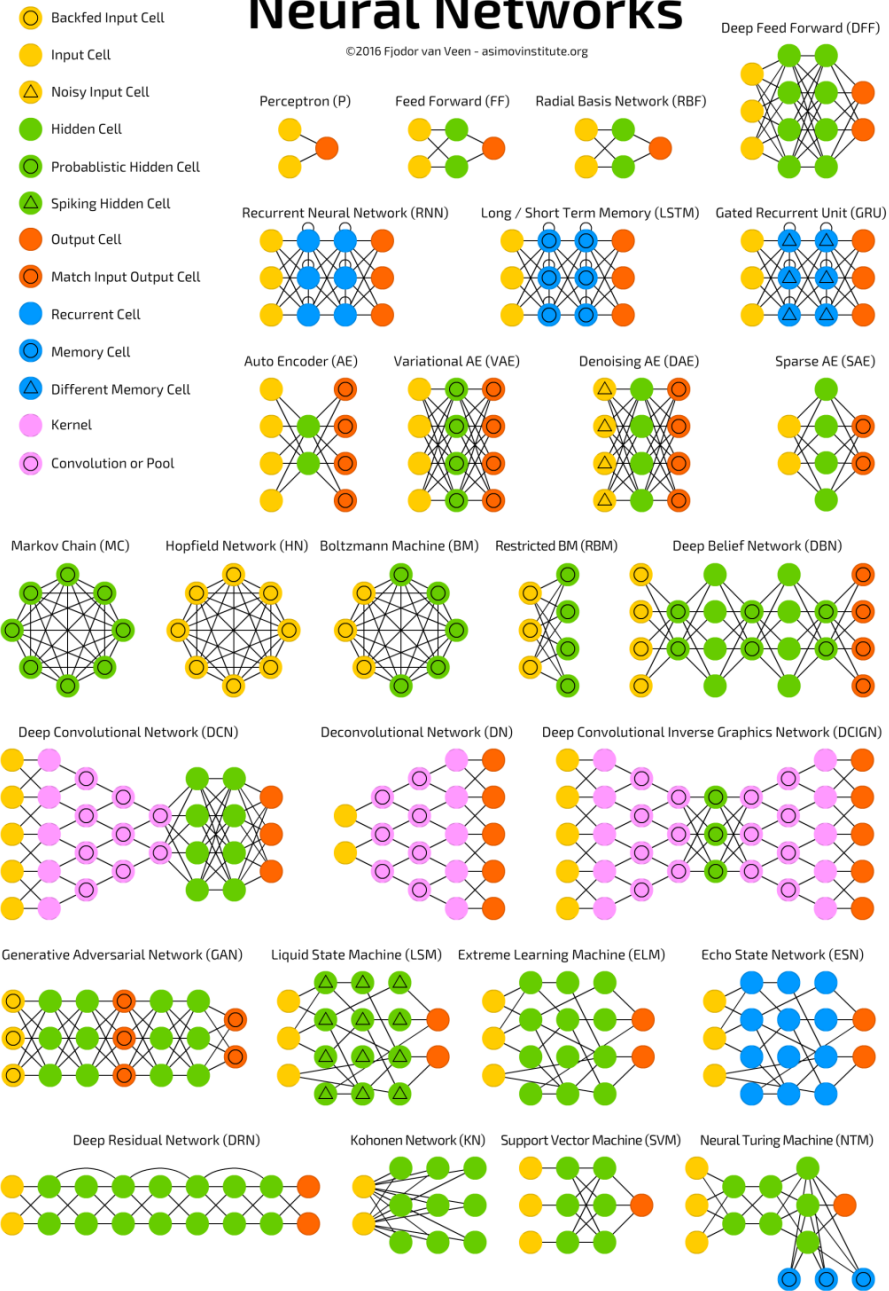 Neural Networks
©2016 Fjodor van Veen - asimovinstitute.org
Backfed Input Cell
Input Cell
Noisy Input Cell
Hidden Cell
Probablistic Hidden Cell
Spiking Hidden Cell
Output Cell
Match Input Output Cell
Recurrent Cell
Memory Cell
Different Memory Cell
Kernel
Convolution or Pool
Deep Feed Forward (DFF)
Perceptron (P)
Feed Forward (FF)
Radial Basis Network (RBF)
Recurrent Neural Network (RNN)
Long / Short Term Memory (LSTM)
Gated Recurrent Unit (GRU)
Auto Encoder (AE)
Variational AE (VAE)
Denoising AE (DAE)
Sparse AE (SAE)
Markov Chain (MC)
Hopfield Network (HN)
Boltzmann Machine (BM)
Restricted BM (RBM)
Deep Belief Network (DBN)
Deep Convolutional Network (DCN)
Deconvolutional Network (DN)
Deep Convolutional Inverse Graphics Network (DCIGN)
Generative Adversarial Network (GAN)
Liquid State Machine (LSM)
Extreme Learning Machine (ELM)
Echo State Network (ESN)
Deep Residual Network (DRN)
Kohonen Network (KN)
Support Vector Machine (SVM)
Neural Turing Machine (NTM)